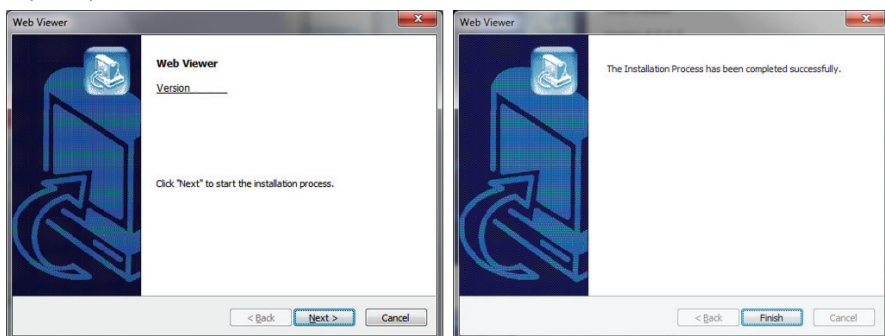 Web Viewer
Web Viewer
Version
Click "Next" to start the installation process.
< Back Next > Cancel
Web Viewer
The Installation Process has been completed successfully.
< Back Finish Cancel